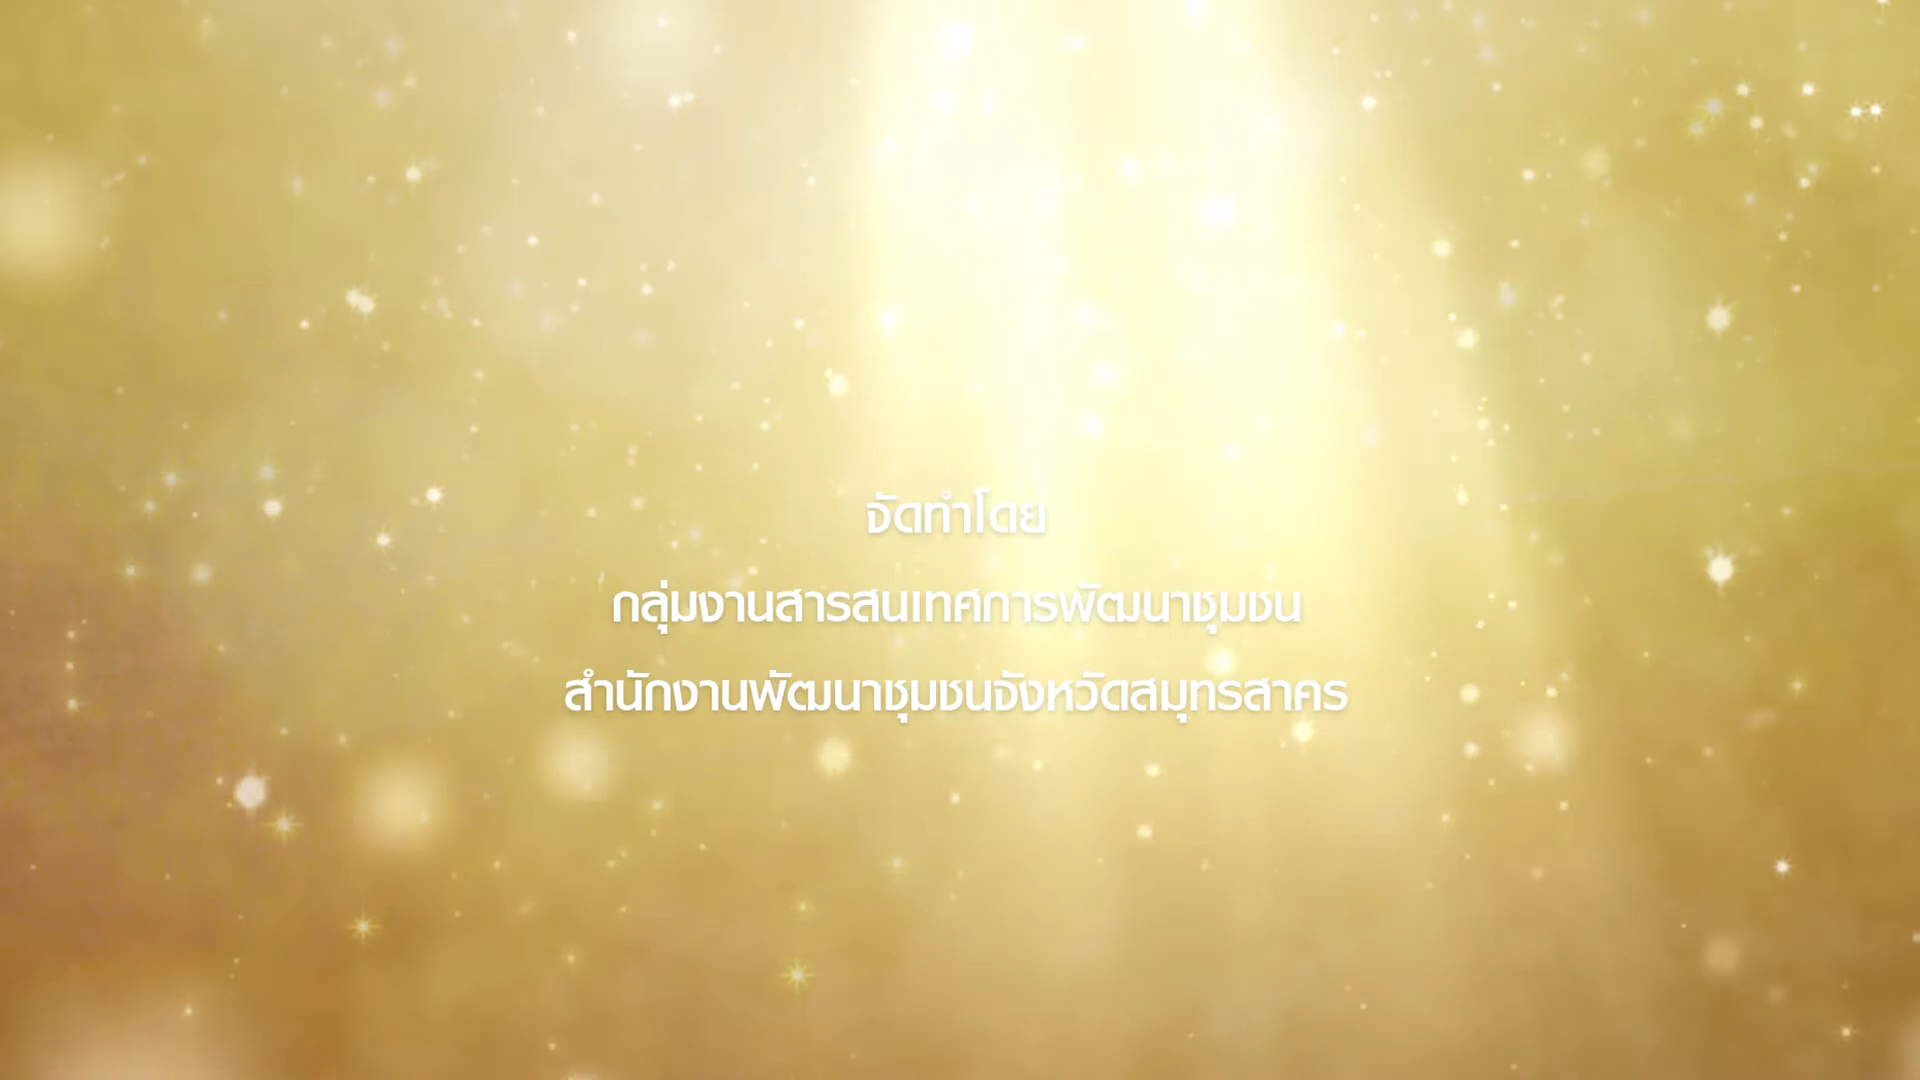 จัดทำโดย
กลุ่มงานสารสนเทศการพัฒนาชุมชน
สำนักงานพัฒนาชุมชนจังหวัดสมุทรสาคร